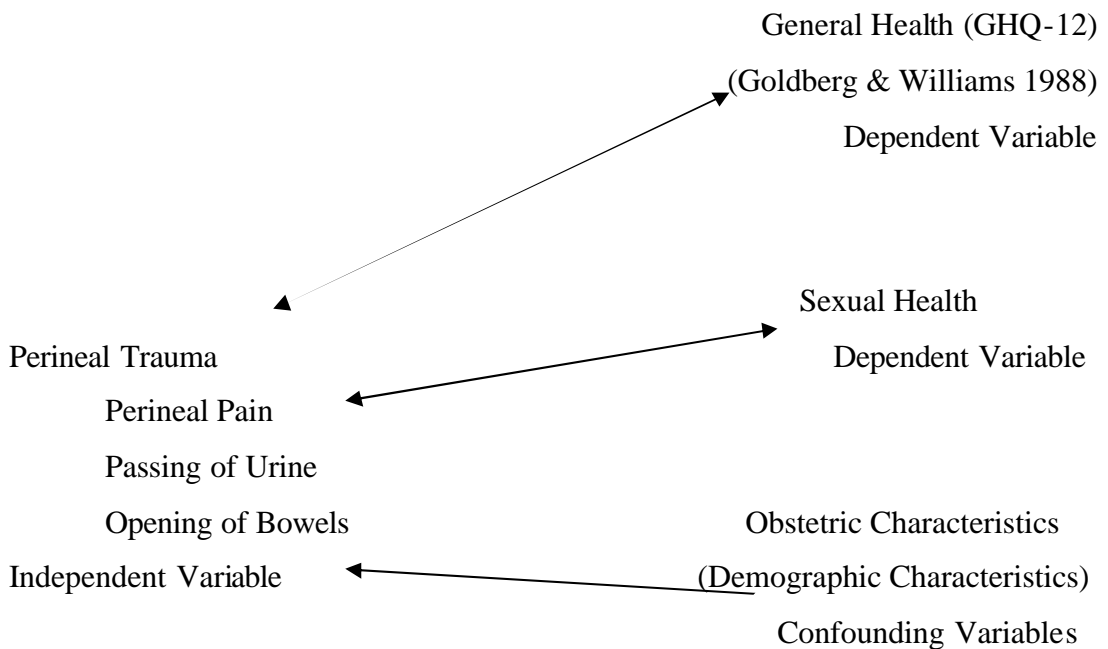 General Health (GHQ-12)
(Goldberg & Williams 1988)
Dependent Variable
Sexual Health
Perineal Trauma
Dependent Variable
Perineal Pain
Passing of Urine
Opening of Bowels
Obstetric Characteristics
Independent Variable
(Demographic Characteristics)
Confounding Variables